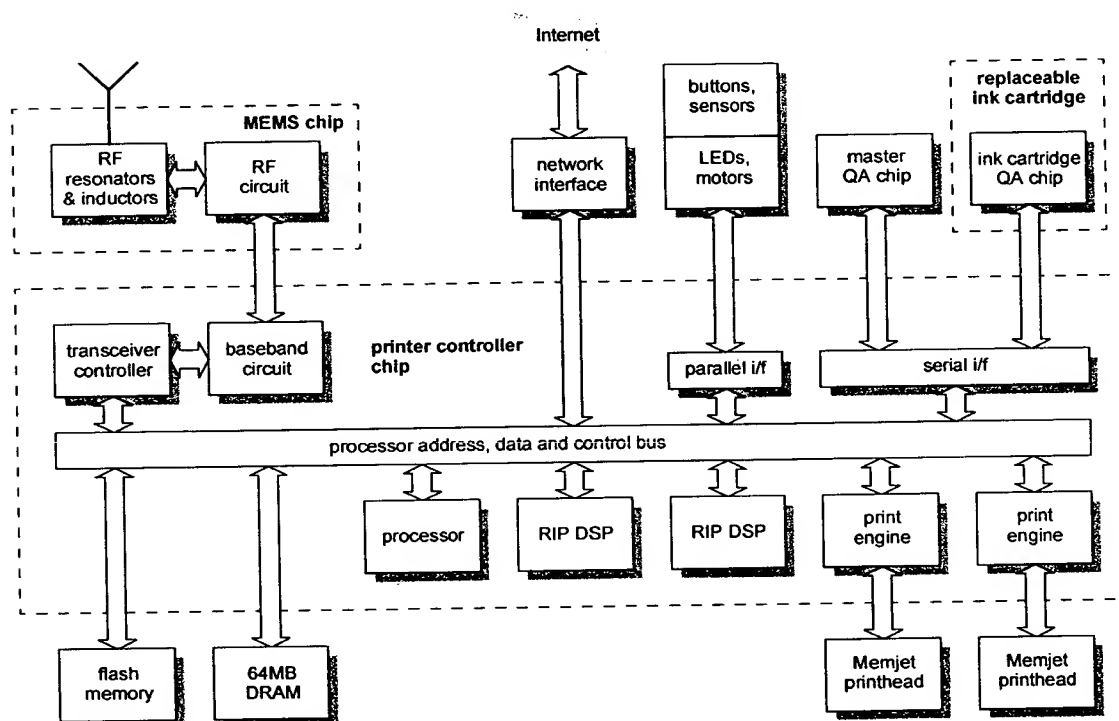 Internet
replaceable
ink cartridge
buttons,
sensors
MEMS chip
RF
resonators
& inductors
RF
circuit
network
interface
LEDs,
motors
master
QA chip
ink cartridge
QA chip
transceiver
controller
baseband
circuit
printer controller
chip
parallel i/f
serial i/f
processor address, data and control bus
processor
RIP DSP
RIP DSP
print
engine
print
engine
flash
memory
64MB
DRAM
Memjet
printhead
Memjet
printhead